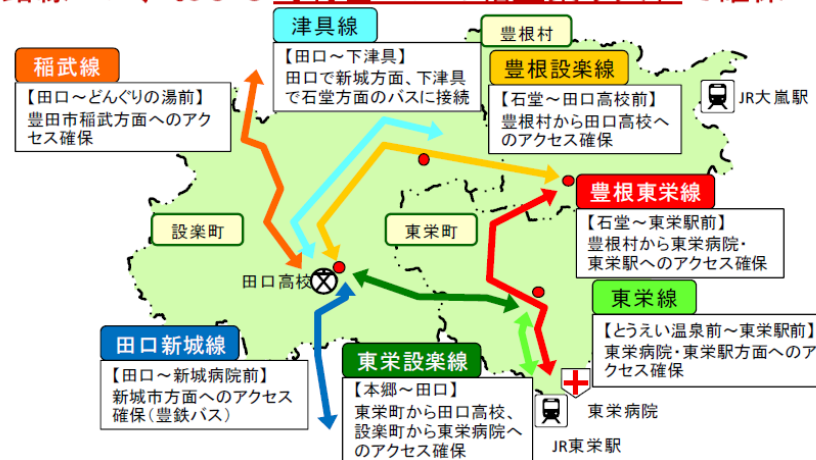 津具線
【田口～下津具】
田口で新城方面、下津具
で石堂方面のバスに接続
豊根村
稲武線
【田口～どんぐりの湯前】
豊田市稲武方面へのアク
セス確保
豊根設楽線
【石堂～田口高校前】
豊根村から田口高校へ
のアクセス確保
JR大嵐駅
豊根東栄線
【石堂～東栄駅前】
豊根村から東栄病院・
東栄駅へのアクセス確保
設楽町
東栄町
田口高校
東栄線
【とうえい温泉前～東栄駅前】
東栄病院・東栄駅方面へのア
クセス確保
田口新城線
【田口～新城病院前】
新城市方面へのアクセス
確保(豊鉄バス)
東栄設楽線
【本郷～田口】
東栄町から田口高校、
設楽町から東栄病院へ
のアクセス確保
東栄病院
JR東栄駅